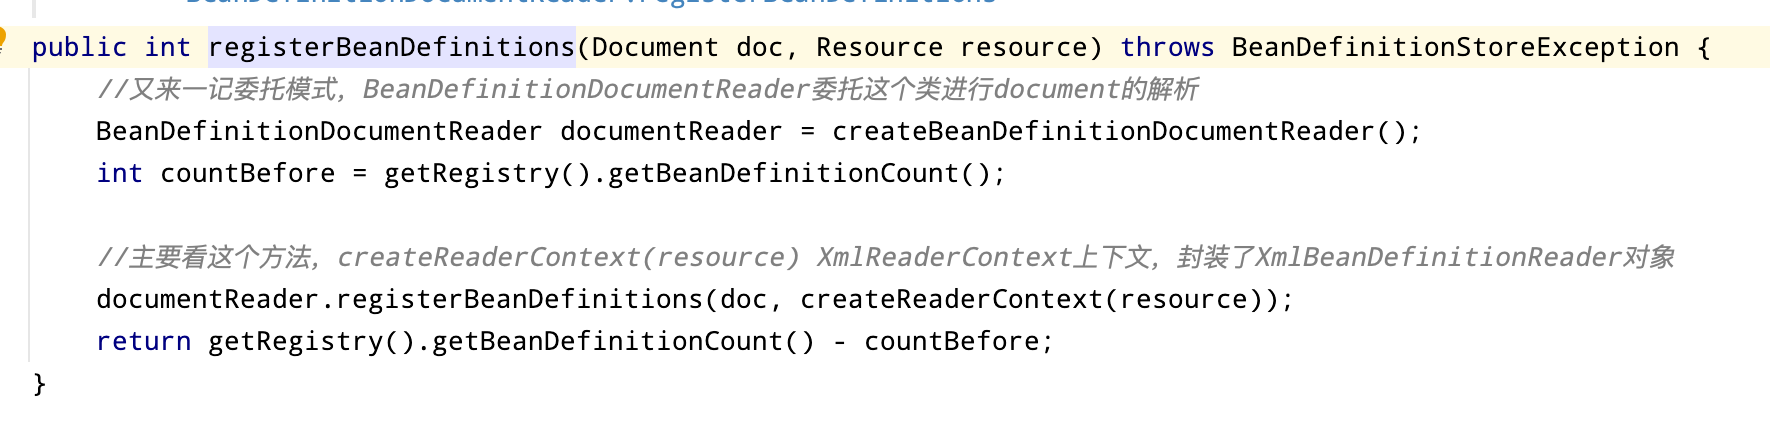 BeanDefinitionDocumentReader.registerBeanDefinitions
public int registerBeanDefinitions(Document doc, Resource resource) throws BeanDefinitionStoreException {
//又来一记委托模式，BeanDefinitionDocumentReader委托这个类进行document的解析
BeanDefinitionDocumentReader documentReader = createBeanDefinitionDocumentReader();
int countBefore = getRegistry().getBeanDefinitionCount();
//主要看这个方法，createReaderContext(resource) XmlReaderContext上下文，封装了XmlBeanDefinitionReader对象
documentReader.registerBeanDefinitions(doc, createReaderContext(resource));
return getRegistry().getBeanDefinitionCount() - countBefore;
}